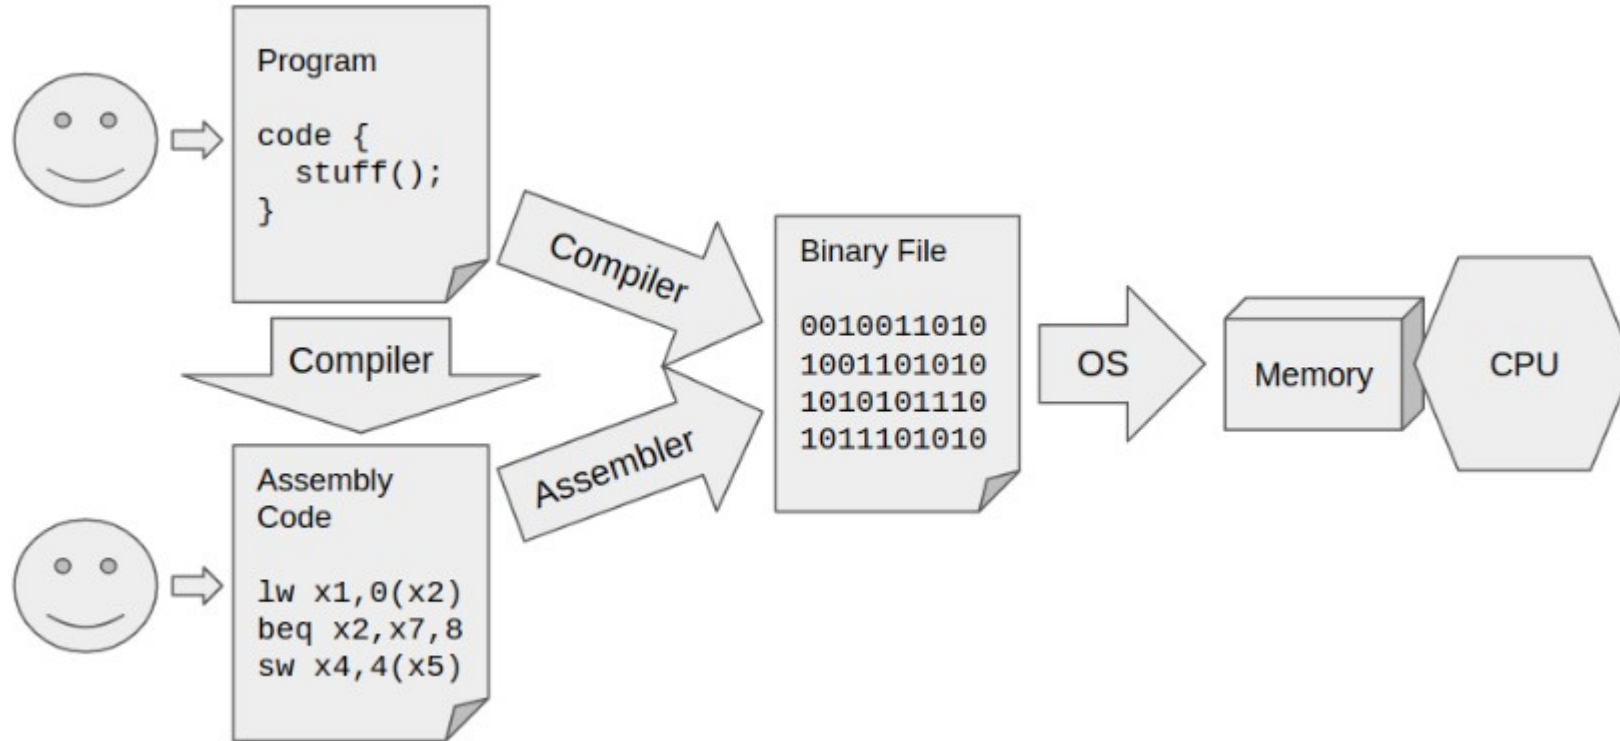 Program
code {
  stuff();
}
Compiler
Compiler
Assembly
Code
lw x1,0(x2)
beq x2,x7,8
sw x4,4(x5)
Assembler
Binary File
0010011010
1001101010
1010101110
1011101010
OS
Memory
CPU